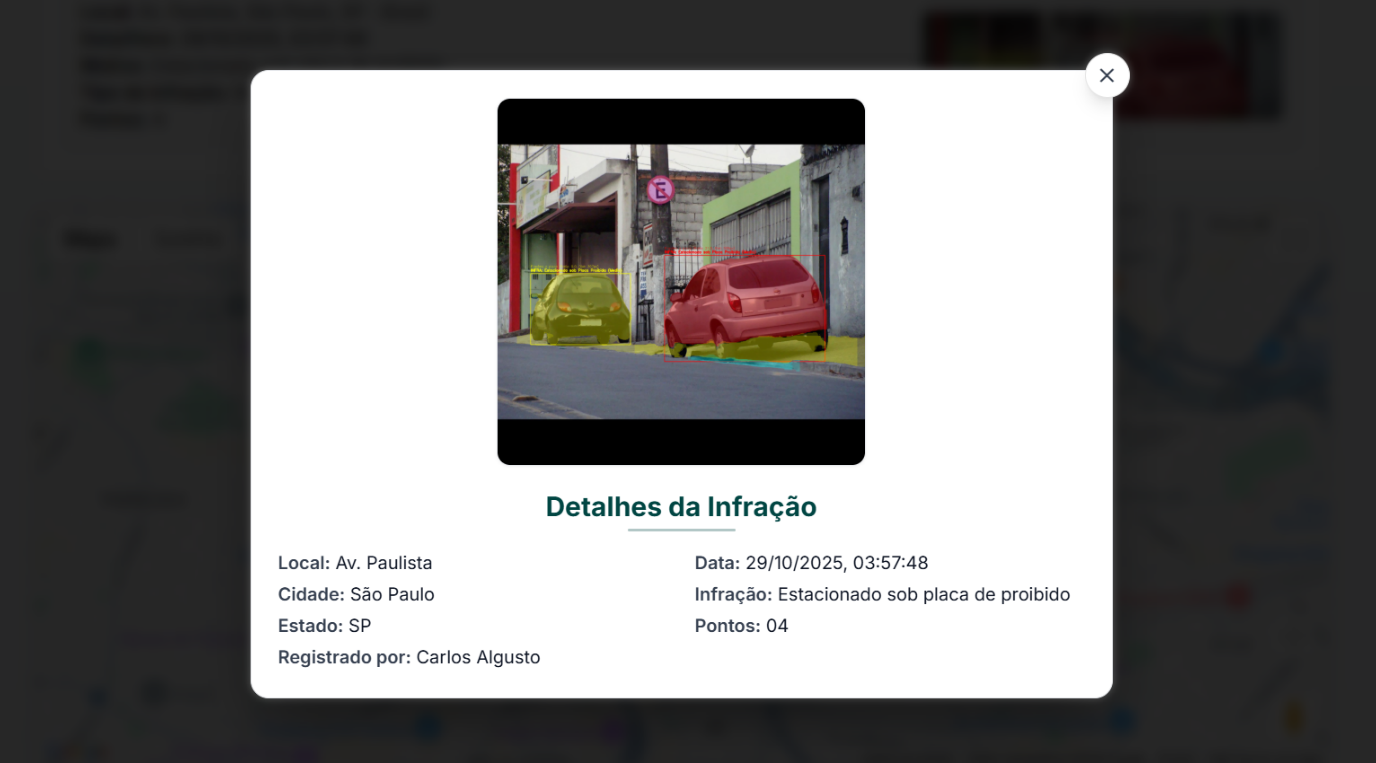 E
Detalhes da Infração
Local: Av. Paulista
Data: 29/10/2025, 03:57:48
Cidade: São Paulo
Infração: Estacionado sob placa de proibido
Estado: SP
Pontos: 04
Registrado por: Carlos Algusto